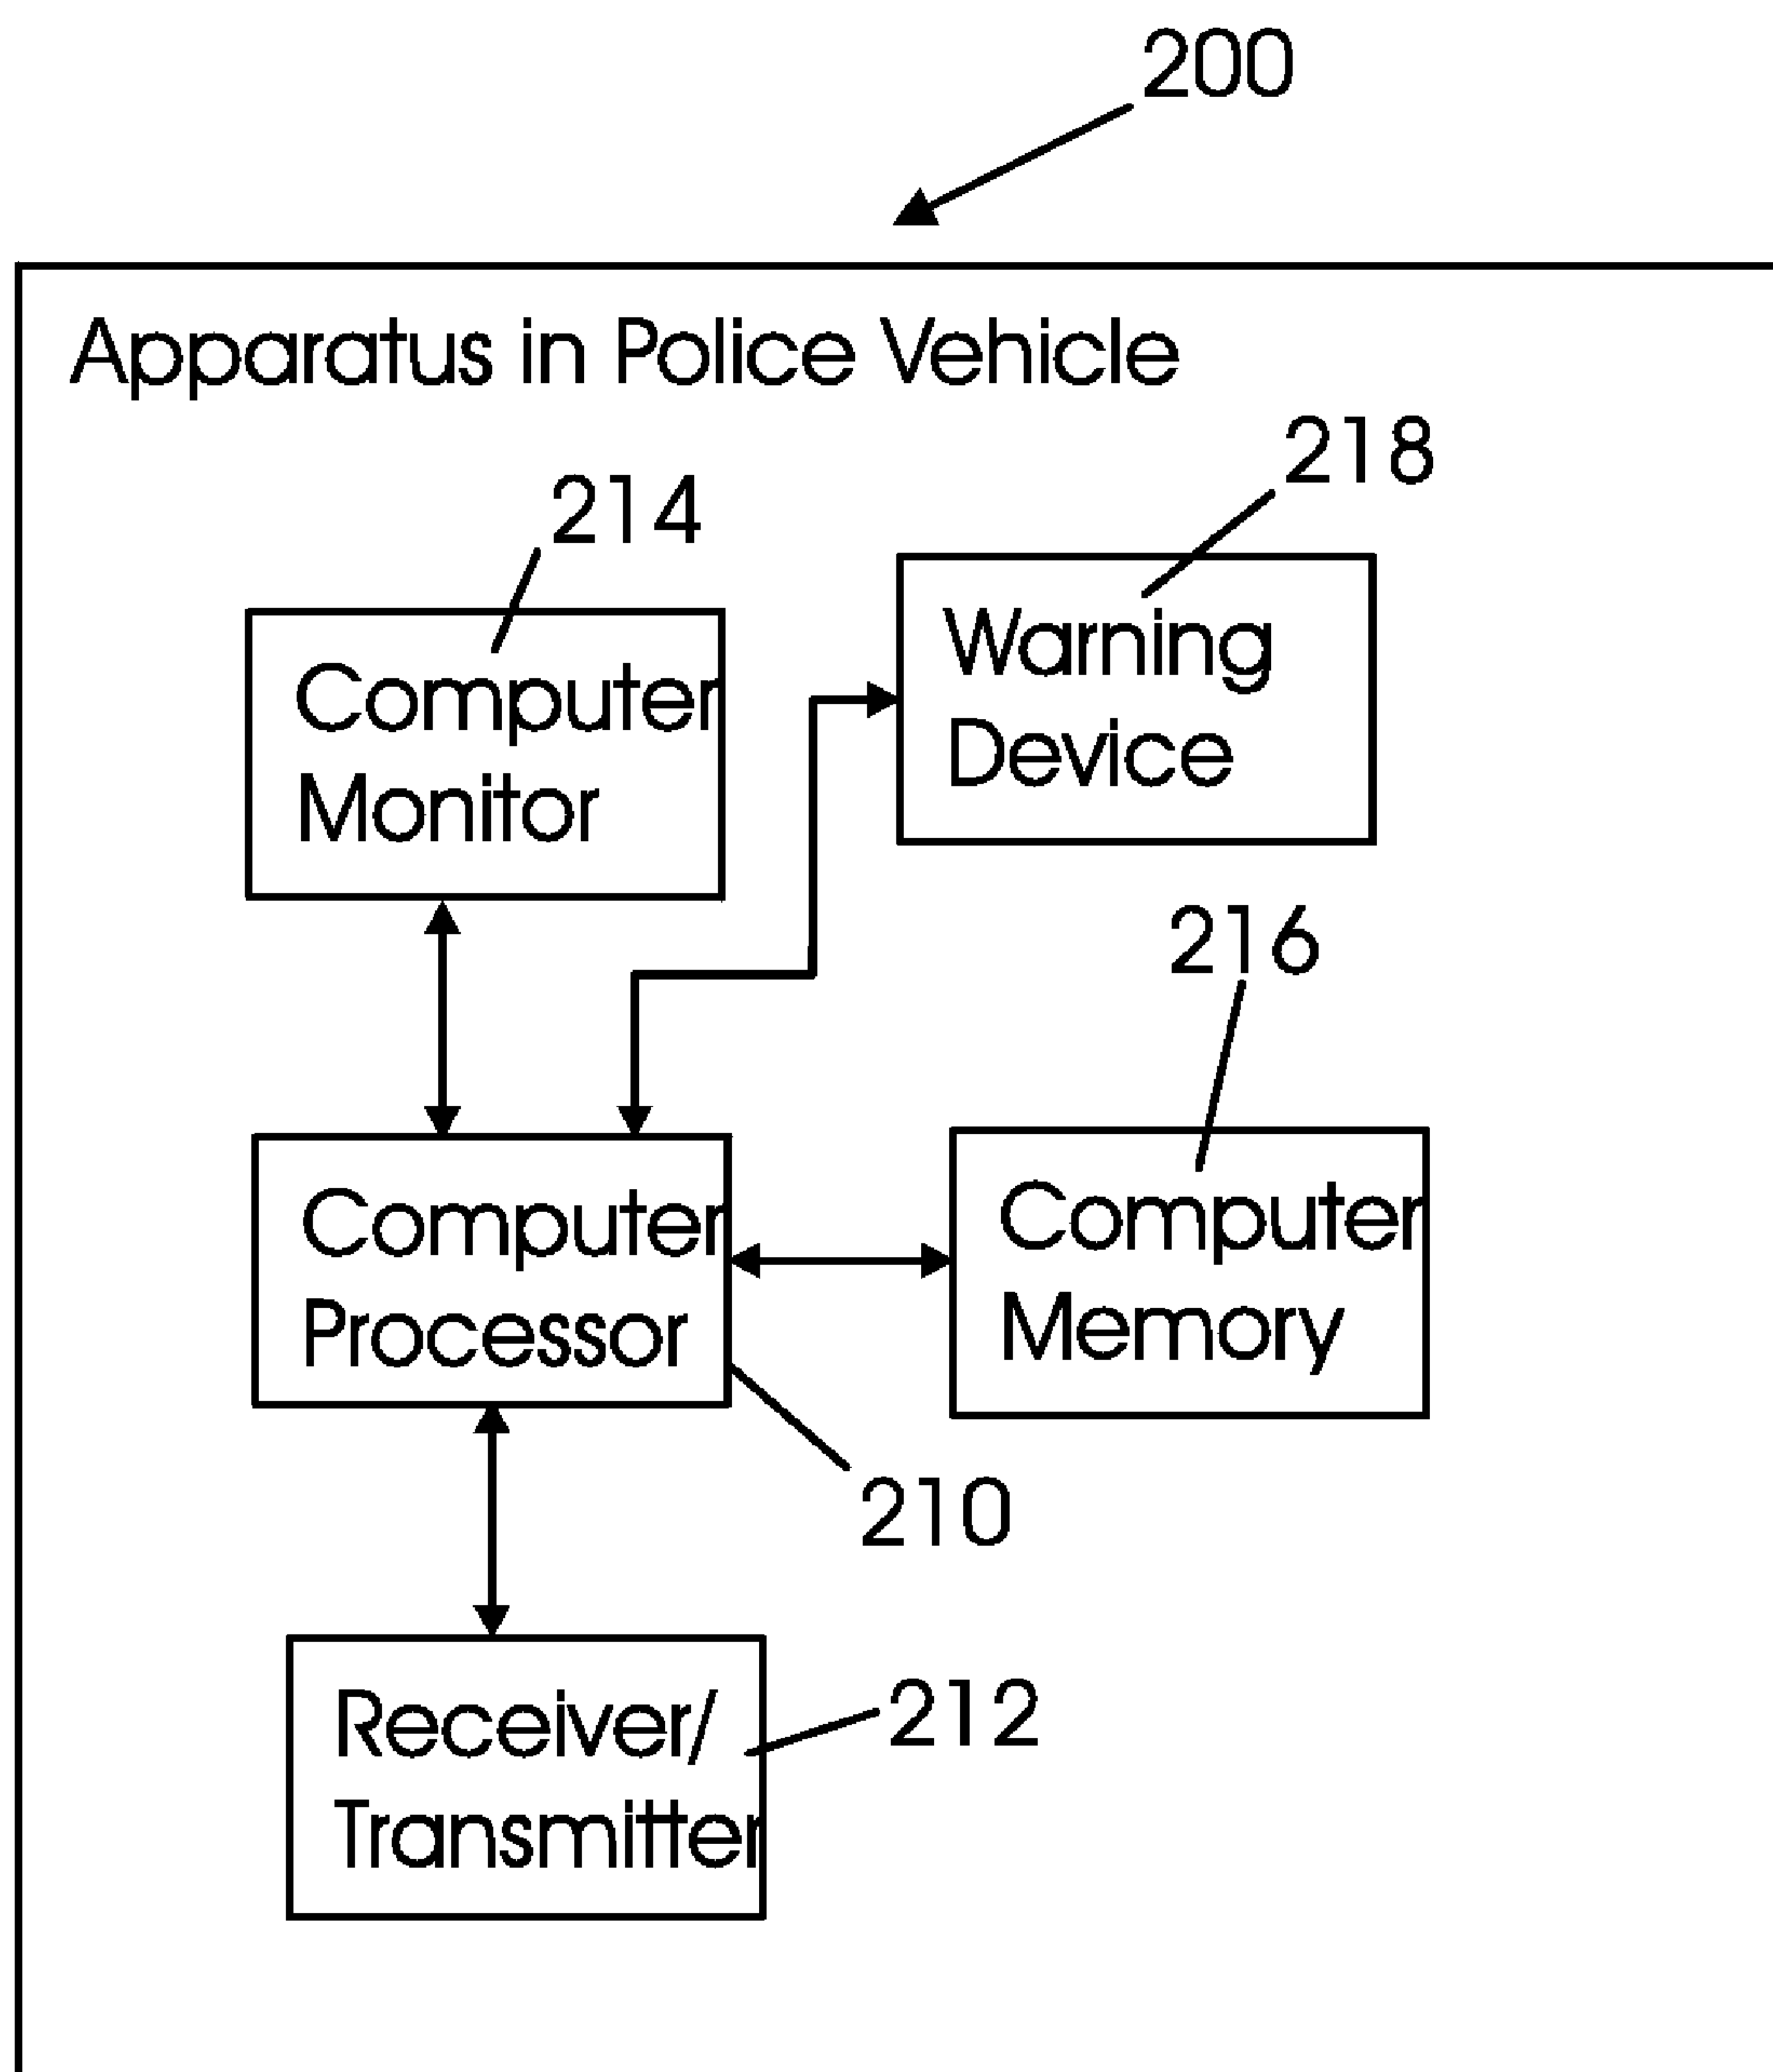 200
Apparatus in Police Vehicle
218
214
Warning
Device
Computer
Monitor
216
Computer
Processor
Computer
Memory
210
Receiver/
Transmitter
212